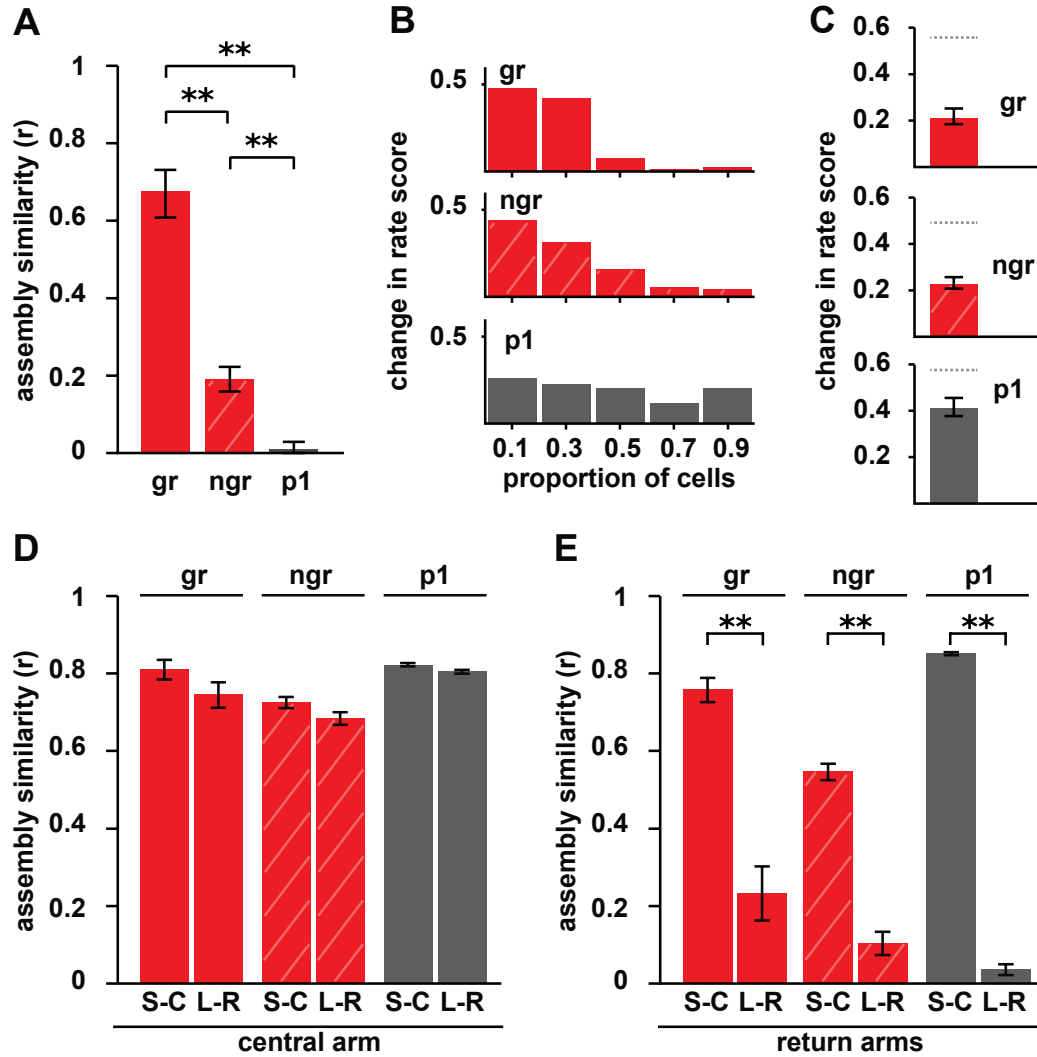 A
assembly similarity (r)
1
0.8
0.6
0.4
0.2
0
**
**
**
gr ngr p1
B
change in rate score
0.5
gr
0.5
ngr
0.5
p1
0.1 0.3 0.5 0.7 0.9
proportion of cells
C
change in rate score
0.6
0.4
0.2
gr
0.6
0.4
0.2
ngr
0.6
0.4
0.2
p1
D
gr ngr p1
assembly similarity (r)
1
0.8
0.6
0.4
0.2
0
S-C L-R S-C L-R S-C L-R
central arm
E
gr ngr p1
** ** **
assembly similarity (r)
1
0.8
0.6
0.4
0.2
0
S-C L-R S-C L-R S-C L-R
return arms